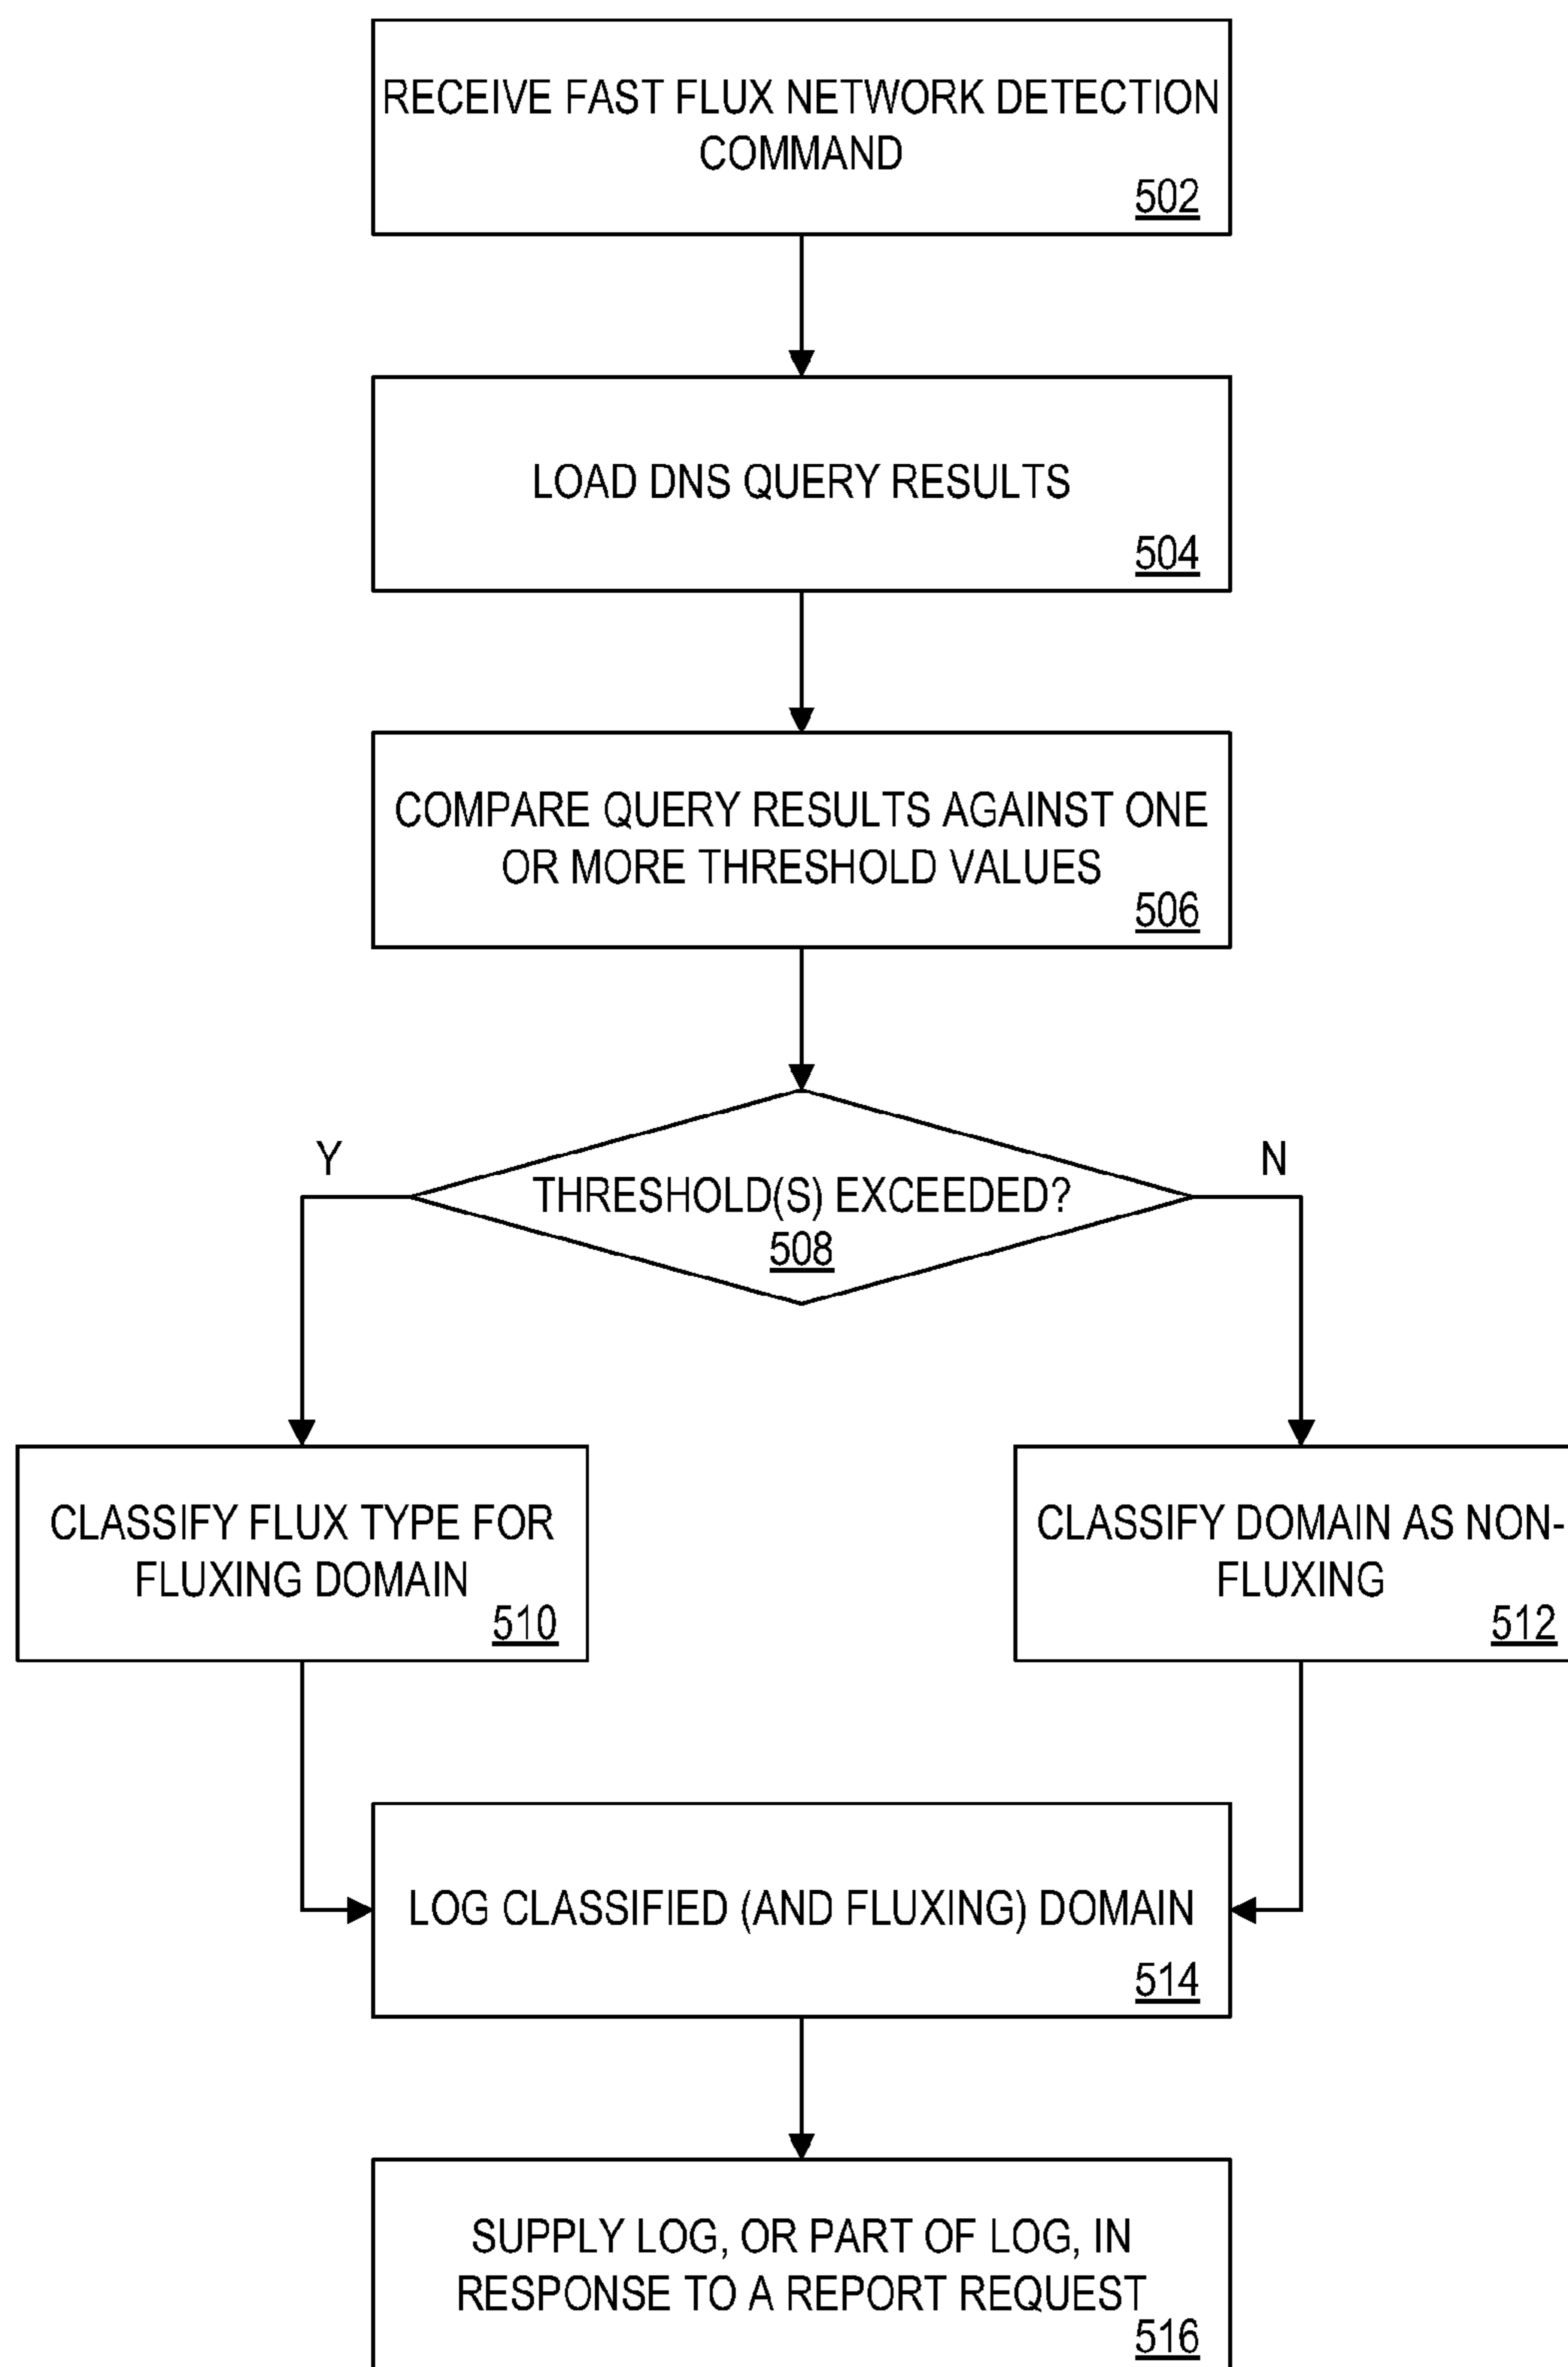 RECEIVE FAST FLUX NETWORK DETECTION
COMMAND
502
LOAD DNS QUERY RESULTS
504
COMPARE QUERY RESULTS AGAINST ONE
OR MORE THRESHOLD VALUES
506
Y
N
THRESHOLD(S) EXCEEDED?
508
CLASSIFY FLUX TYPE FOR
FLUXING DOMAIN
510
CLASSIFY DOMAIN AS NON-
FLUXING
512
LOG CLASSIFIED (AND FLUXING) DOMAIN
514
SUPPLY LOG, OR PART OF LOG, IN
RESPONSE TO A REPORT REQUEST
516